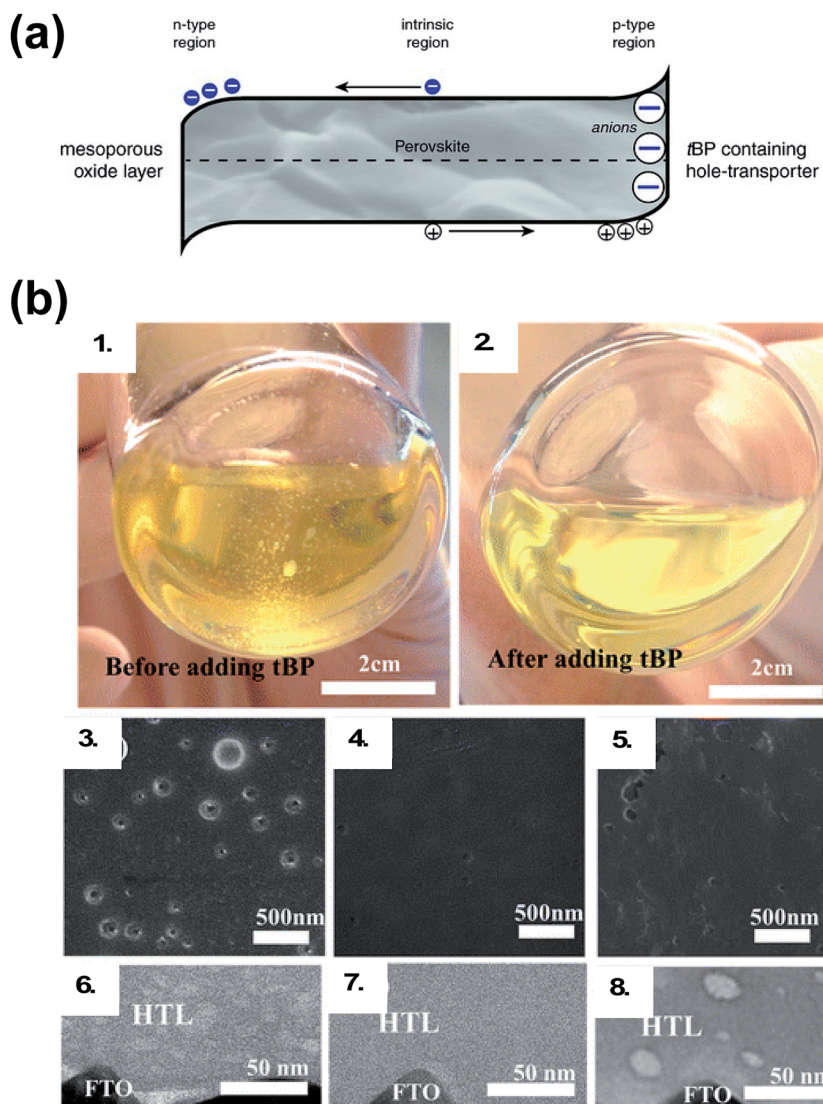 (a)
n-type
region
intrinsic
region
p-type
region
mesoporous
oxide layer
Perovskite
anions
tBP containing
hole-transporter
(b)
1.
2.
Before adding tBP
2cm
After adding tBP
2cm
3.
4.
5.
500nm
500nm
500nm
6.
7.
8.
HTL
HTL
HTL
50 nm
50 nm
50 nm
FTO
FTO
FTO